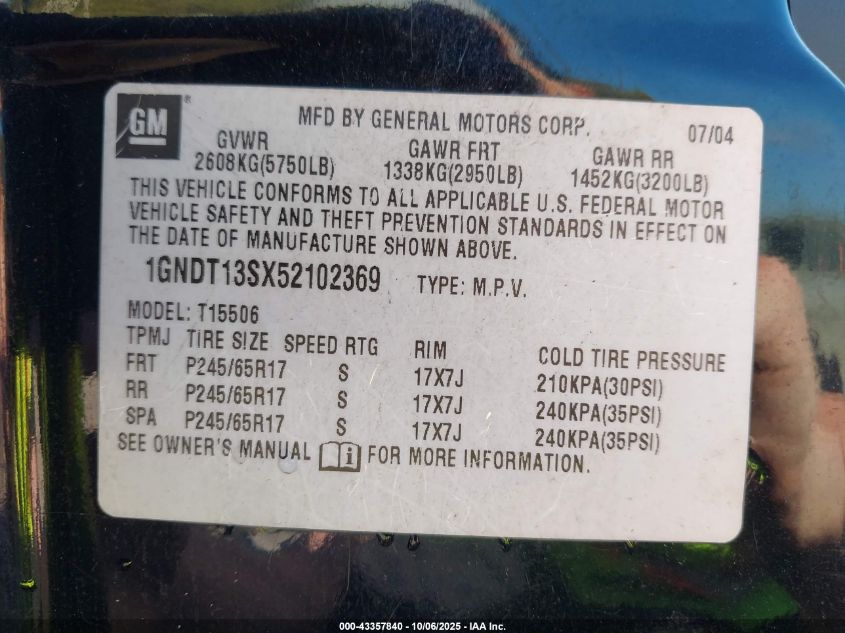 GM® MFD BY GENERAL MOTORS CORP. 07/04
GVWR GAWR FRT GAWR RR
2608KG(5750LB) 1338KG(2950LB) 1452KG(3200LB)
THIS VEHICLE CONFORMS TO ALL APPLICABLE U.S. FEDERAL MOTOR
VEHICLE SAFETY AND THEFT PREVENTION STANDARDS IN EFFECT ON
THE DATE OF MANUFACTURE SHOWN ABOVE.
1GNDT13SX52102369 TYPE: M.P.V.
MODEL: T15506
TPMJ TIRE SIZE SPEED RTG RIM COLD TIRE PRESSURE
FRT P245/65R17 S 17X7J 210KPA(30PSI)
RR P245/65R17 S 17X7J 240KPA(35PSI)
SPA P245/65R17 S 17X7J 240KPA(35PSI)
SEE OWNER'S MANUAL i FOR MORE INFORMATION.
000-43357840 - 10/06/2025 - IAA Inc.